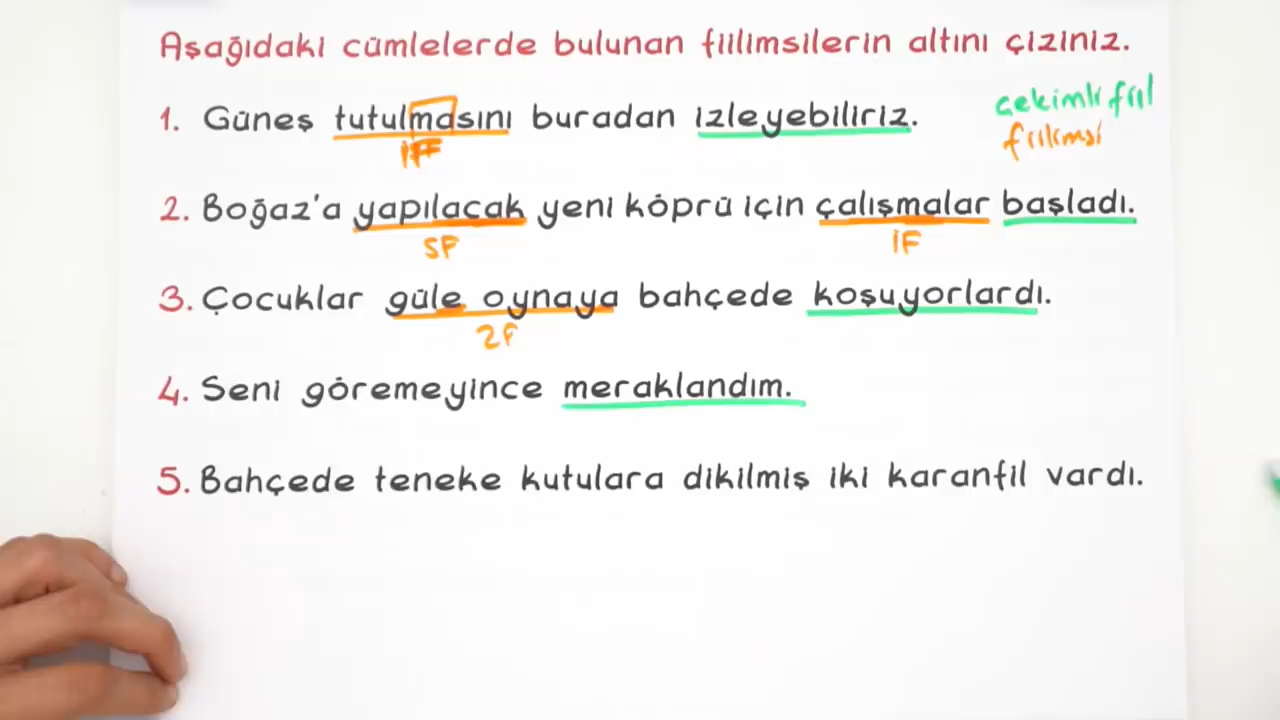 Aşağıdaki cümlelerde bulunan fiilimsilerin altını çiziniz.
1. Güneş tutulmasını buradan izleyebiliriz.
çekimli fiil
fiilimsi
İFF
2. Boğaz'a yapılacak yeni köprü için çalışmalar başladı.
SF
İF
3. Çocuklar güle oynaya bahçede koşuyorlardı.
ZF
4. Seni göremeyince meraklandım.
5. Bahçede teneke kutulara dikilmiş iki karanfil vardı.